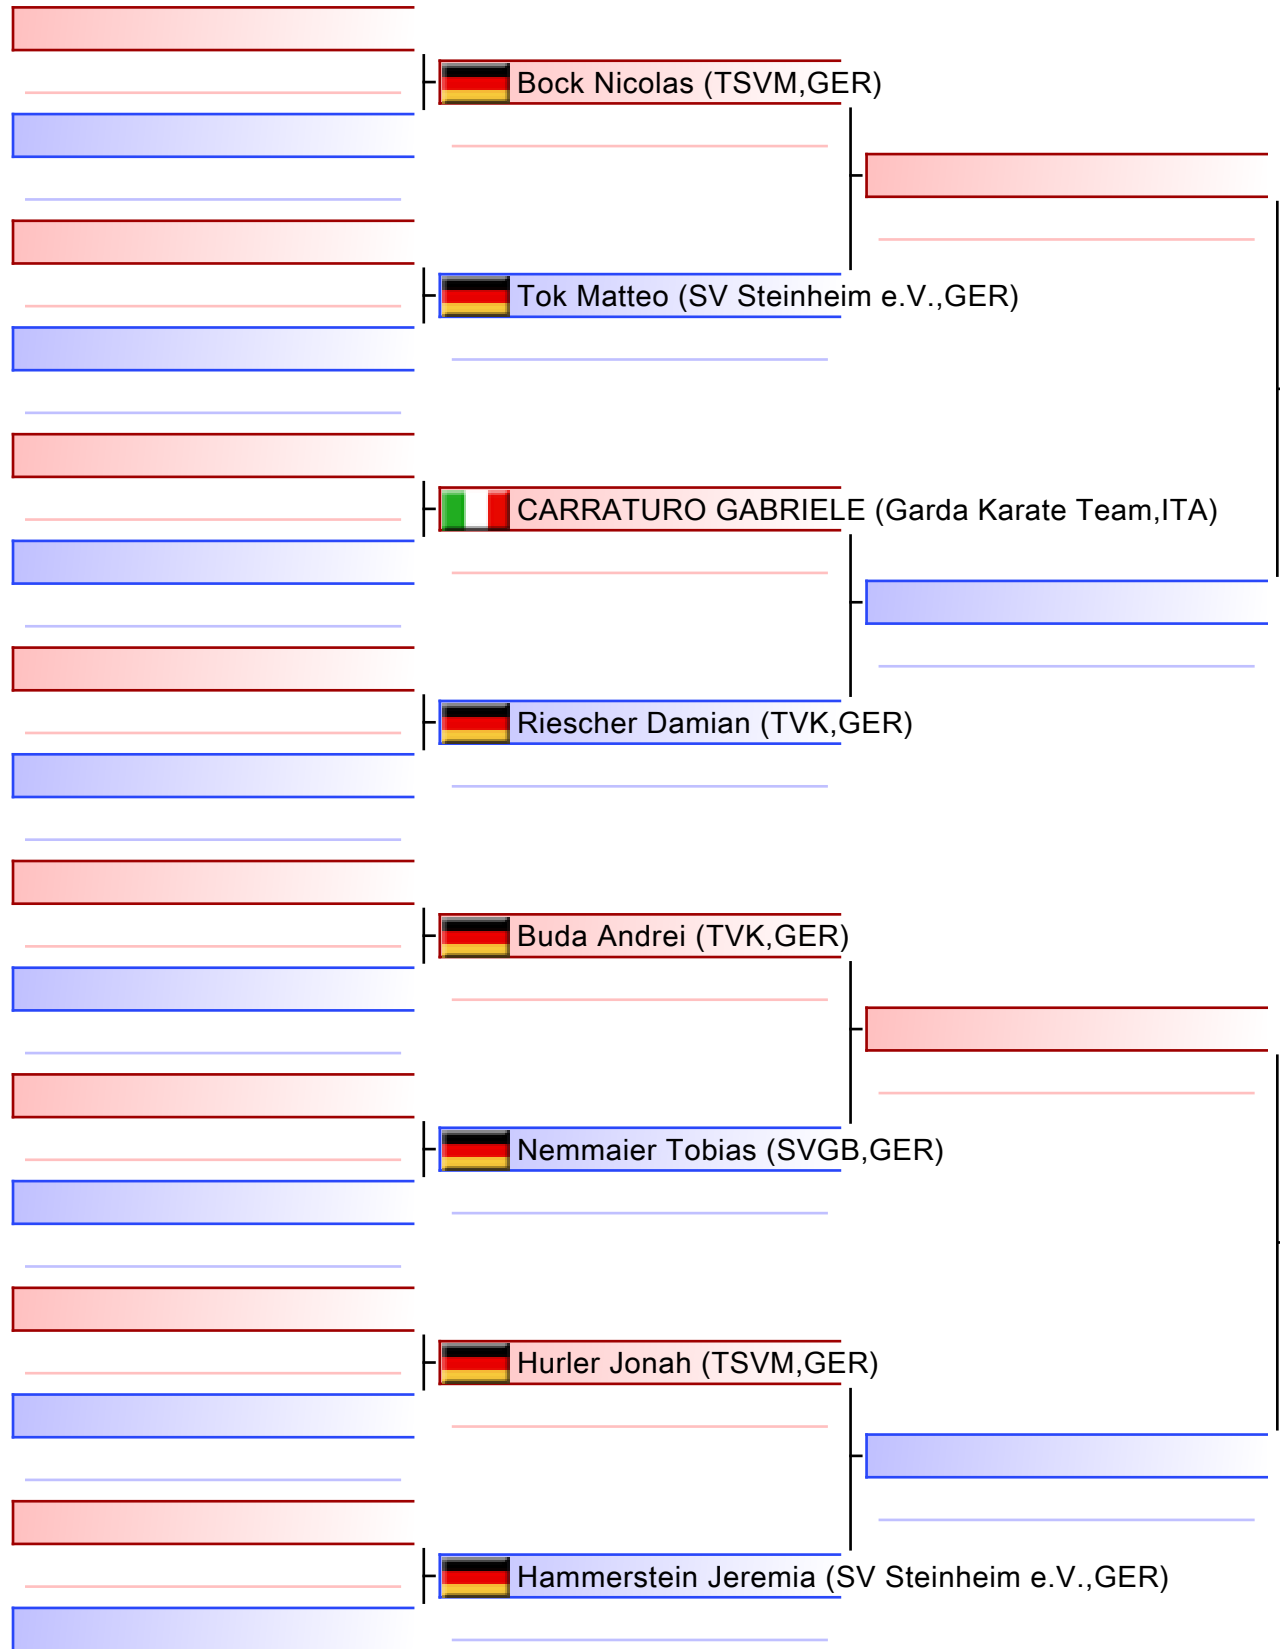 Bock Nicolas (TSVM,GER)
Tok Matteo (SV Steinheim e.V.,GER)
CARRATURO GABRIELE (Garda Karate Team,ITA)
Riescher Damian (TVK,GER)
Buda Andrei (TVK,GER)
Nemmaier Tobias (SVGB,GER)
Hurler Jonah (TSVM,GER)
Hammerstein Jeremia (SV Steinheim e.V.,GER)